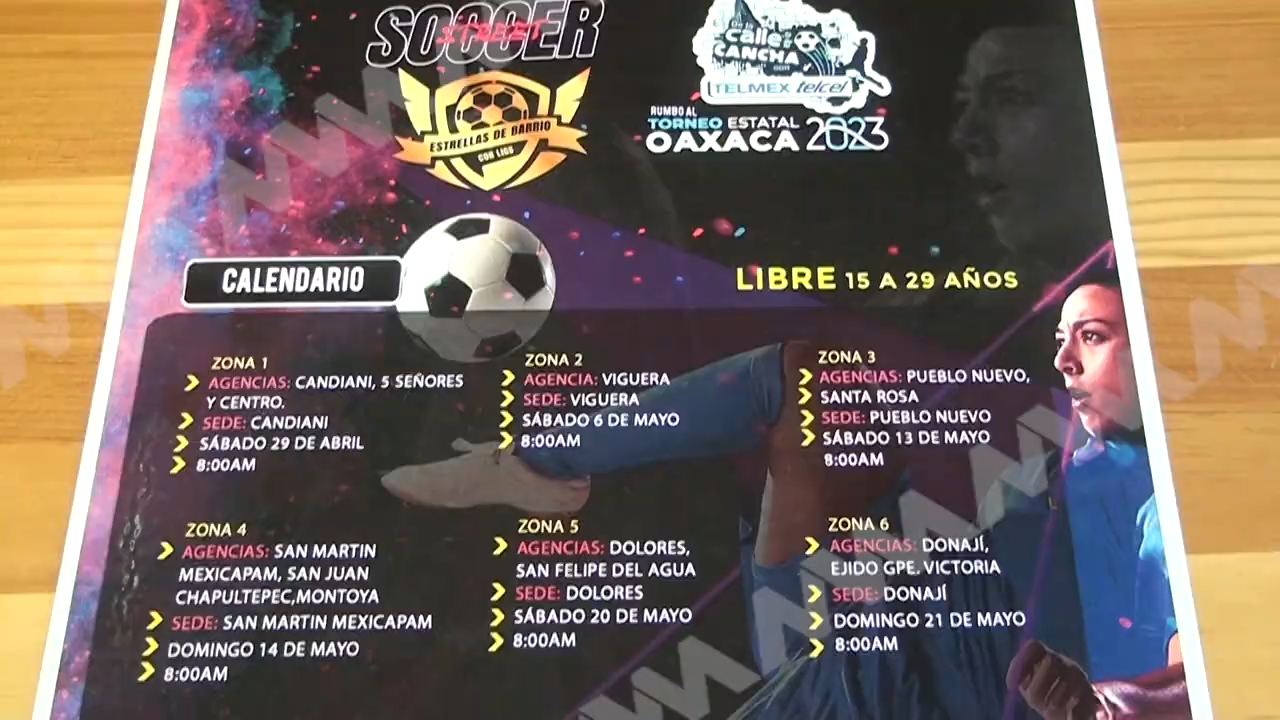 SOCCER
STREET
ESTRELLAS DE BARRIO
De la
Calle a la
CANCHA
TELMEX telcel
RUMBO AL
TORNEO ESTATAL
OAXACA 2023
CALENDARIO
LIBRE 15 A 29 AÑOS
ZONA 1
AGENCIAS: CANDIANI, 5 SEÑORES
Y CENTRO.
SEDE: CANDIANI
SÁBADO 29 DE ABRIL
8:00AM
ZONA 2
AGENCIA: VIGUERA
SEDE: VIGUERA
SÁBADO 6 DE MAYO
8:00AM
ZONA 3
AGENCIAS: PUEBLO NUEVO,
SANTA ROSA
SEDE: PUEBLO NUEVO
SÁBADO 13 DE MAYO
8:00AM
ZONA 4
AGENCIAS: SAN MARTIN
MEXICAPAM, SAN JUAN
CHAPULTEPEC,MONTOYA
SEDE: SAN MARTIN MEXICAPAM
DOMINGO 14 DE MAYO
8:00AM
ZONA 5
AGENCIAS: DOLORES,
SAN FELIPE DEL AGUA
SEDE: DOLORES
SÁBADO 20 DE MAYO
8:00AM
ZONA 6
AGENCIAS: DONAJÍ,
EJIDO GPE. VICTORIA
SEDE: DONAJÍ
DOMINGO 21 DE MAYO
8:00AM